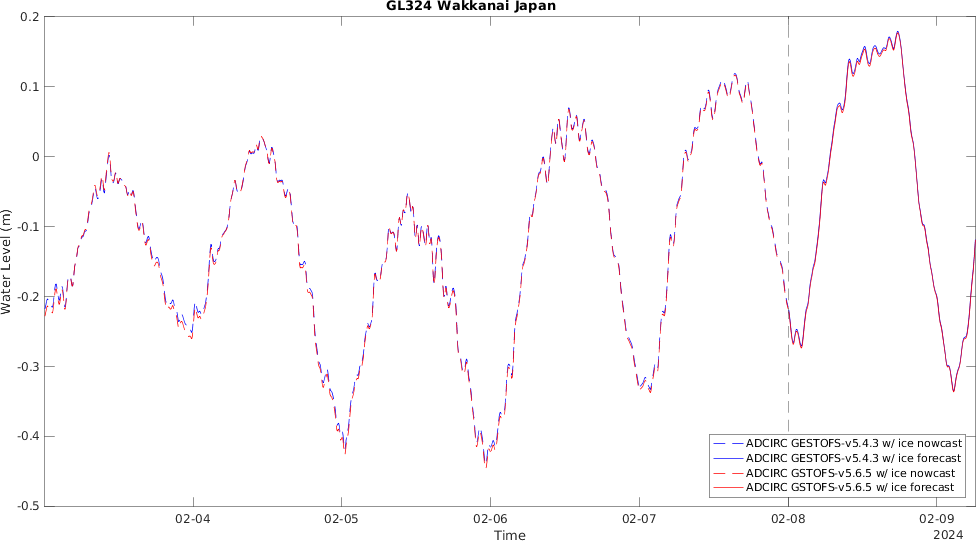 GL324 Wakkanai Japan
0.2
0.1
0
-0.1
-0.2
-0.3
-0.4
-0.5
Water Level (m)
ADCIRC GESTOFS-v5.4.3 w/ ice nowcast
ADCIRC GESTOFS-v5.4.3 w/ ice forecast
ADCIRC GSTOFS-v5.6.5 w/ ice nowcast
ADCIRC GSTOFS-v5.6.5 w/ ice forecast
02-04 02-05 02-06 02-07 02-08 02-09
Time 2024